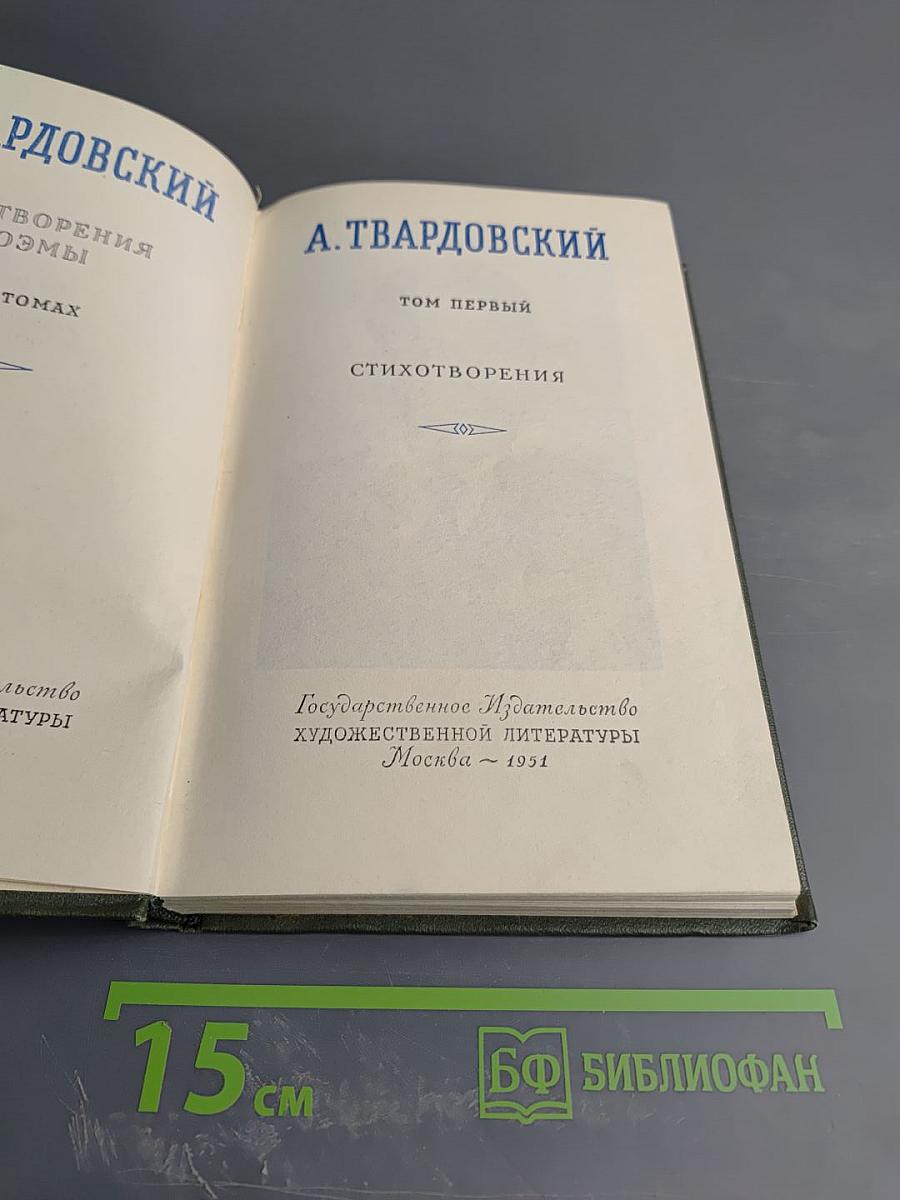 РДОВСКИЙ
ТВОРЕНИЯ
ОЭМЫ
ТОМАХ
льство
АТУРЫ
А. ТВАРДОВСКИЙ
ТОМ ПЕРВЫЙ
СТИХОТВОРЕНИЯ
Государственное Издательство
ХУДОЖЕСТВЕННОЙ ЛИТЕРАТУРЫ
Москва ~ 1951
15 см
БФ БИБЛИОФАН